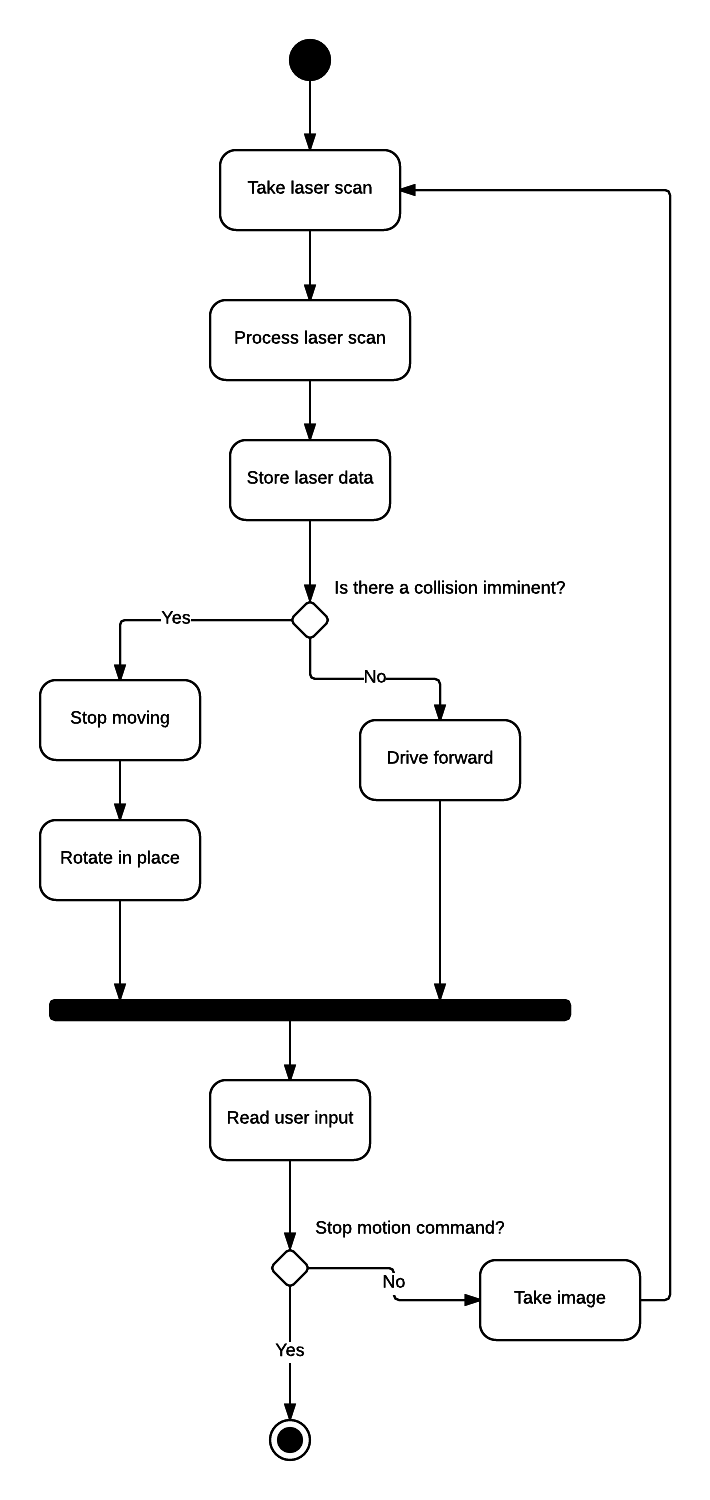 Take laser scan
Process laser scan
Store laser data
Is there a collision imminent?
Yes
No
Stop moving
Drive forward
Rotate in place
Read user input
Stop motion command?
No
Take image
Yes